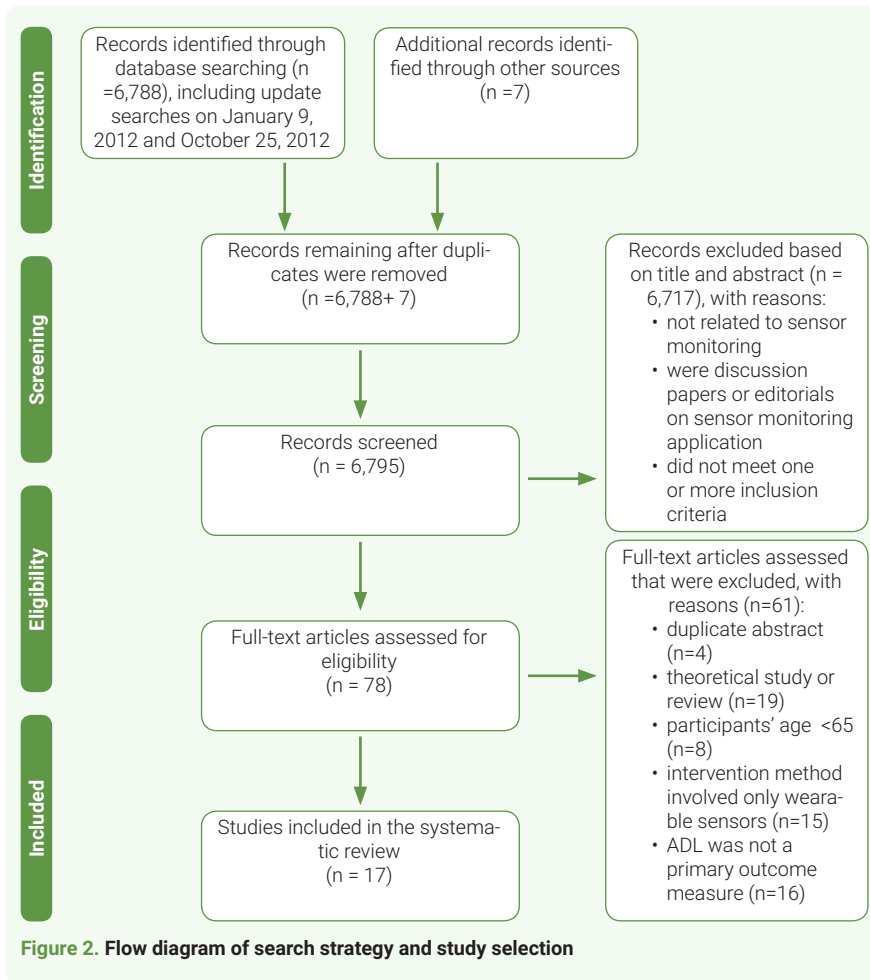 Identification
Records identified through
database searching (n
=6,788), including update
searches on January 9,
2012 and October 25, 2012
Additional records identi-
fied through other sources
(n =7)
Records remaining after dupli-
cates were removed
(n =6,788+ 7)
Screening
Records screened
(n = 6,795)
Records excluded based
on title and abstract (n =
6,717), with reasons:
• not related to sensor
monitoring
• were discussion
papers or editorials
on sensor monitoring
application
• did not meet one
or more inclusion
criteria
Eligibility
Full-text articles assessed for
eligibility
(n = 78)
Full-text articles assessed
that were excluded, with
reasons (n=61):
• duplicate abstract
(n=4)
• theoretical study or
review (n=19)
• participants’ age <65
(n=8)
• intervention method
involved only weara-
ble sensors (n=15)
• ADL was not a
primary outcome
measure (n=16)
Included
Studies included in the systema-
tic review
(n = 17)
Figure 2. Flow diagram of search strategy and study selection